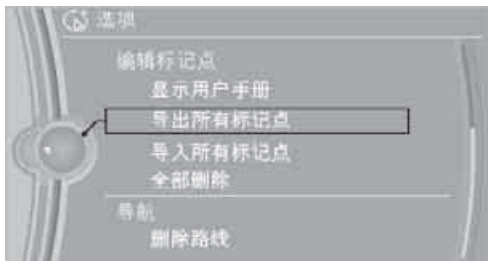 选项
编辑标记点
显示用户手册
导出所有标记点
导入所有标记点
全部删除
导航
删除路线